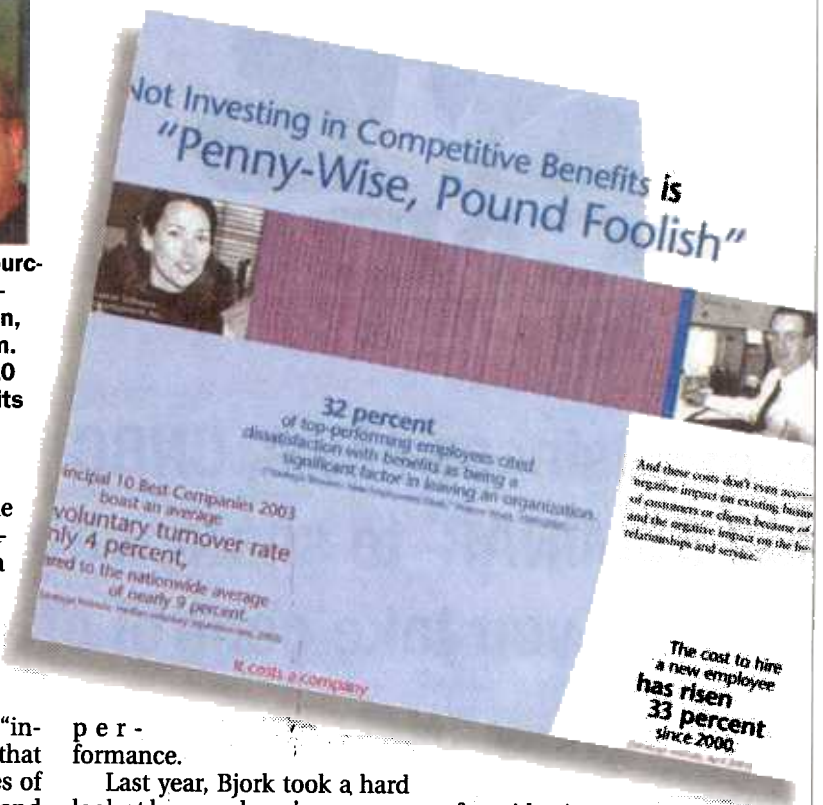 Not Investing in Competitive Benefits is
“Penny-Wise, Pound Foolish”
32 percent
of top-performing employees cited
dissatisfaction with benefits as being a
significant factor in leaving an organization.
incipal 10 Best Companies 2003
boast an average
voluntary turnover rate
nly 4 percent,
ared to the nationwide average
of nearly 9 percent.
It costs a company
And these costs don't even
negative impact on existing
of customers or clients because of
and the negative impact on the
relationships and service.
The cost to hire
a new employee
has risen
33 percent
since 2000.
ourc-
-
n,
n.
0
its
e
-
a
“in-
that
es of
per-
formance.
Last year, Bjork took a hard